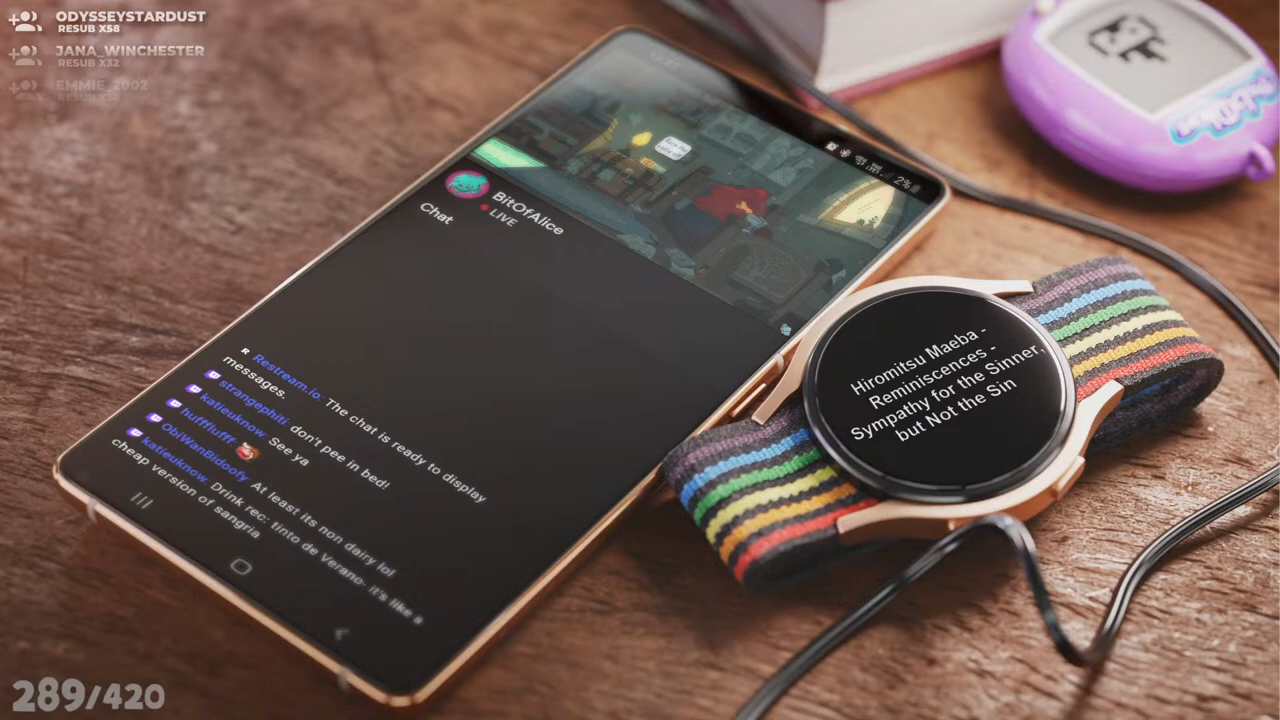 ODYSSEYSTARDUST
RESUB X58
JANA_WINCHESTER
RESUB X32
EMMIE_2002
2%
BitOfAlice
LIVE
Chat
Restream.io The chat is ready to display
messages.
strangephiti don't pee in bed!
katieuknow See ya
hufffluffff
ObiWanBidoofy At least its non dairy lol
katieuknow Drink rec: tinto de Verano- it's like a
cheap version of sangria
Hiromitsu Maeba -
Reminiscences -
Sympathy for the Sinner,
but Not the Sin
289/420